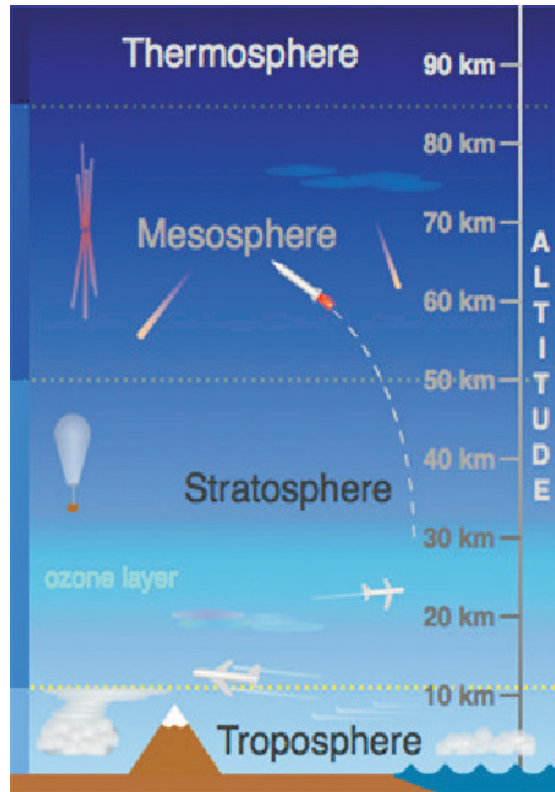 Thermosphere
90 km
80 km
70 km
Mesosphere
60 km
50 km
40 km
Stratosphere
30 km
ozone layer
20 km
10 km
Troposphere
ALTITUDE